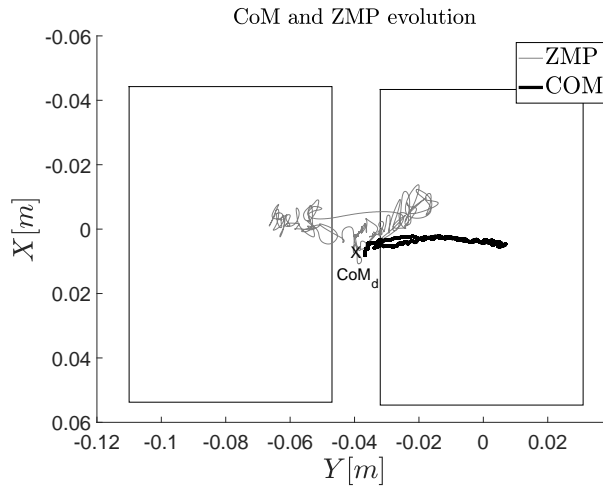 CoM and ZMP evolution
ZMP
COM
X[m]
-0.06
-0.04
-0.02
0
0.02
0.04
0.06
x
CoM_d
-0.12 -0.1 -0.08 -0.06 -0.04 -0.02 0 0.02
Y[m]